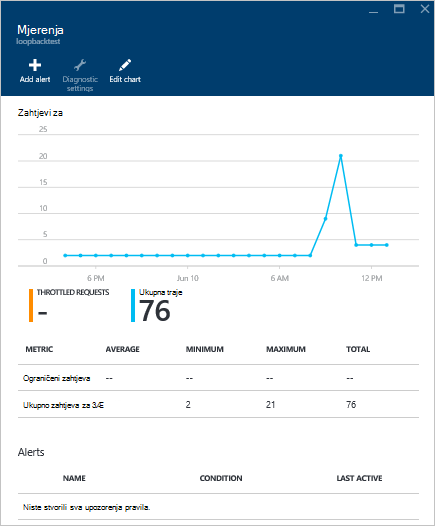 Mjerenja
loopbacktest
Add alert
Diagnostic settings
Edit chart
Zahtjevi za
25
20
15
10
5
0
6 PM
Jun 10
6 AM
12 PM
THROTTLED REQUESTS
-
Ukupna traje
76
METRIC AVERAGE MINIMUM MAXIMUM TOTAL
Ograničeni zahtjeva -- -- -- --
Ukupno zahtjeva za 3Æ 2 21 76
Alerts
NAME CONDITION LAST ACTIVE
Niste stvorili sva upozorenja pravila.